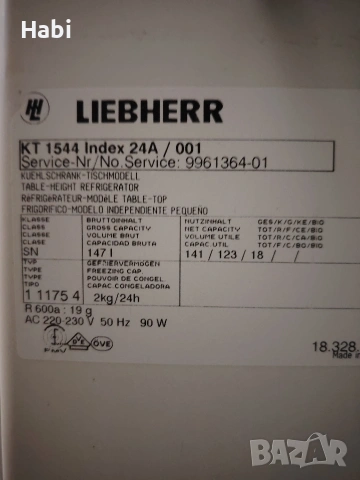 Habi
LIEBHERR
KT 1544 Index 24A / 001
Service-Nr/No.Service: 9961364-01
KUEHLSCHRANK-TISCHMODELL
TABLE-HEIGHT REFRIGERATOR
RéFRIGéRATEUR-MODèLE TABLE-TOP
FRIGORIFICO MODELO INDEPENDIENTE PEQUEÑO
KLASSE BRUTTOINHALT NUTZINHALT GES/K/G/KE/BIO
CLASS GROSS CAPACITY NET CAPACITY TOT/R/F/CE/BIO
CLASSE VOLUME BRUT VOLUME UTILE TOT/R/C/CA/BIO
CLASE CAPACIDAD BRUTA CAPAC UTIL TOT/F/C/CB/BIO
SN 147 l 141 / 123 / 18 / /
TYP GEFRIERVERMÖGEN
TYPE FREEZING CAP.
TYPE POUVOIR DE CONGEL.
TIPO CAPAC CONGELADORA
1 1175 4 2kg/24h
R 600a : 19 g
AC 220-230 V 50 Hz 90 W
OVE
18.328.
Made in
BAZAR